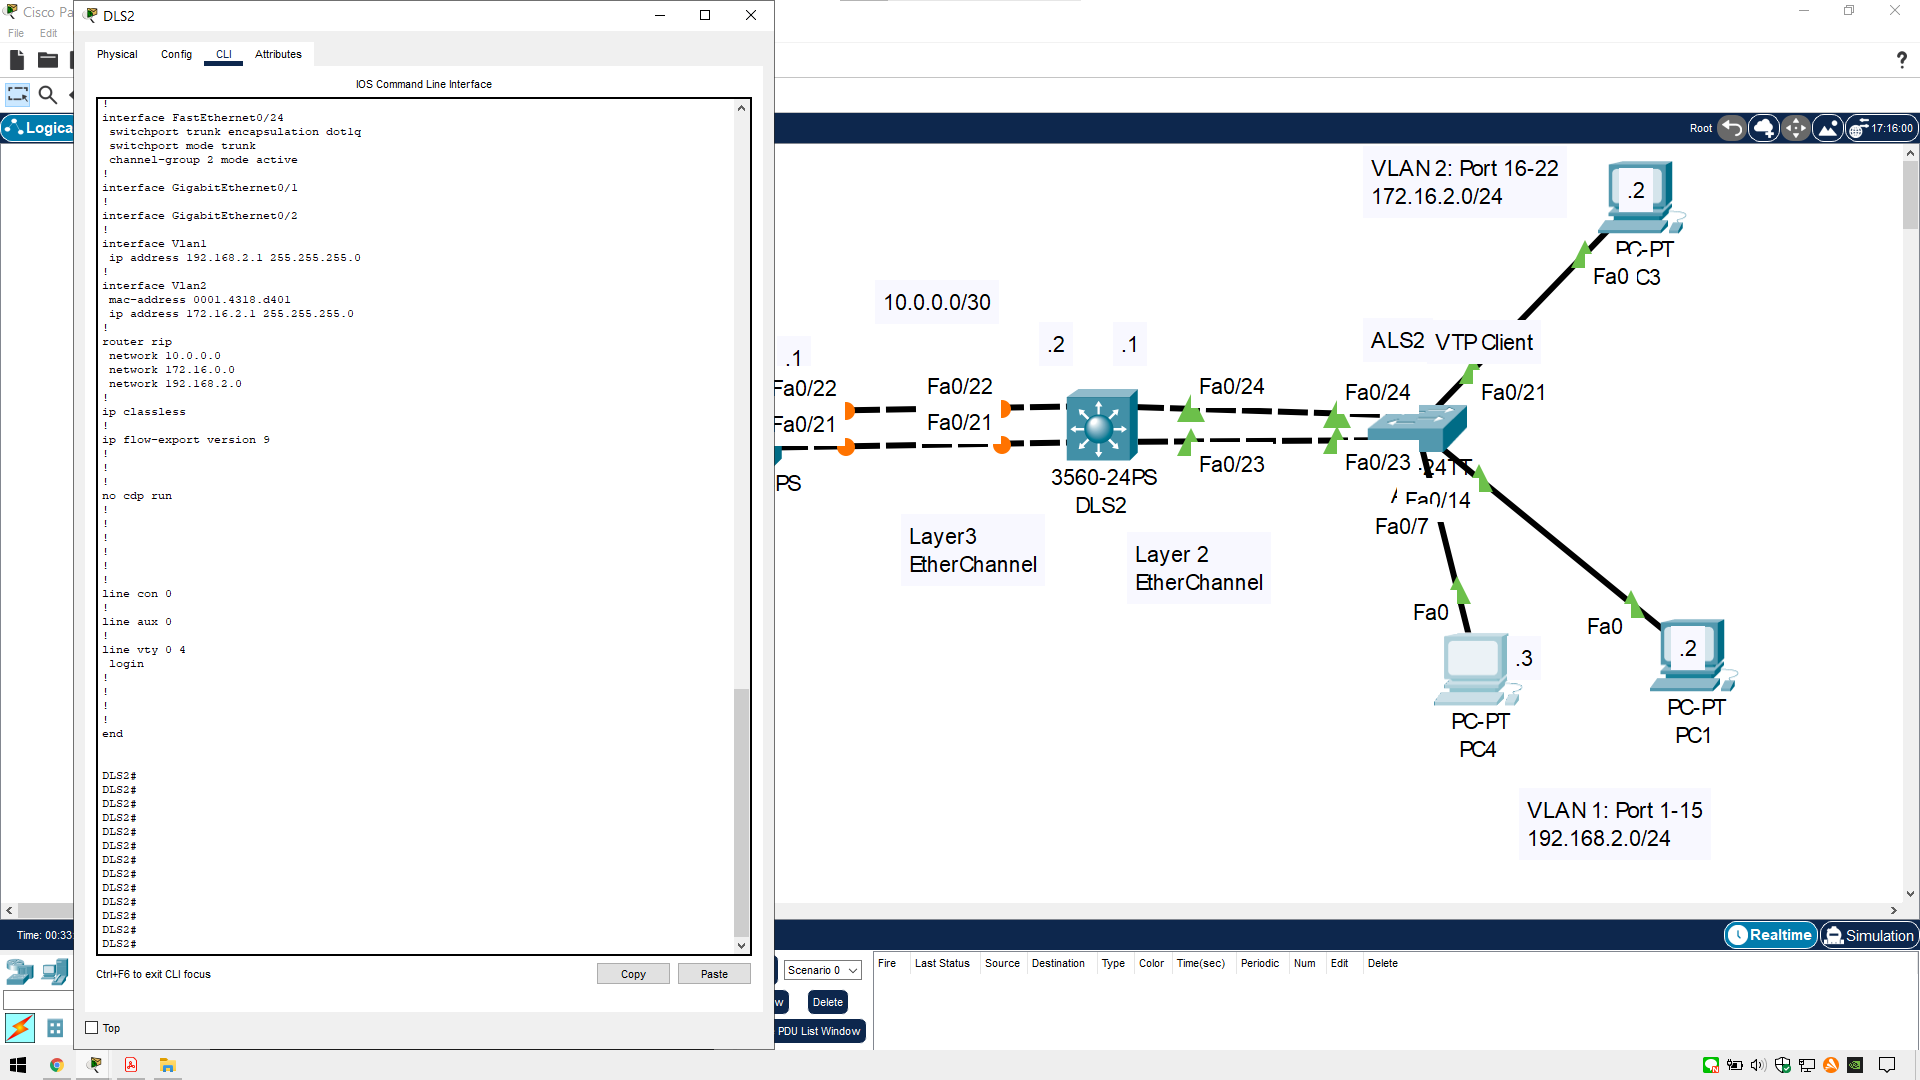 Cisco Pa
File Edit
DLS2
Physical Config CLI Attributes
IOS Command Line Interface
!
interface FastEthernet0/24
switchport trunk encapsulation dot1q
switchport mode trunk
channel-group 2 mode active
!
interface GigabitEthernet0/1
!
interface GigabitEthernet0/2
!
interface Vlan1
ip address 192.168.2.1 255.255.255.0
!
interface Vlan2
mac-address 0001.4318.d401
ip address 172.16.2.1 255.255.255.0
!
router rip
network 10.0.0.0
network 172.16.0.0
network 192.168.2.0
!
ip classless
!
ip flow-export version 9
!
!
!
no cdp run
!
!
!
!
!
!
line con 0
!
line aux 0
!
line vty 0 4
login
!
!
!
!
end
DLS2#
DLS2#
DLS2#
DLS2#
DLS2#
DLS2#
DLS2#
DLS2#
DLS2#
DLS2#
DLS2#
DLS2#
DLS2#
Ctrl+F6 to exit CLI focus
Copy
Paste
Top
Logica
Root
17:16:00
VLAN 2: Port 16-22
172.16.2.0/24
.2
PC-PT
Fa0
C3
10.0.0.0/30
.1
.2
.1
ALS2
VTP Client
Fa0/22
Fa0/22
Fa0/24
Fa0/24
Fa0/21
Fa0/21
Fa0/21
Fa0/23
Fa0/23
PS
3560-24PS
DLS2
24TT
Fa0/14
Fa0/7
Layer3
EtherChannel
Layer 2
EtherChannel
Fa0
Fa0
.3
.2
PC-PT
PC4
PC-PT
PC1
VLAN 1: Port 1-15
192.168.2.0/24
Time: 00:33
Realtime
Simulation
Scenario 0
Delete
PDU List Window
Fire Last Status Source Destination Type Color Time(sec) Periodic Num Edit Delete